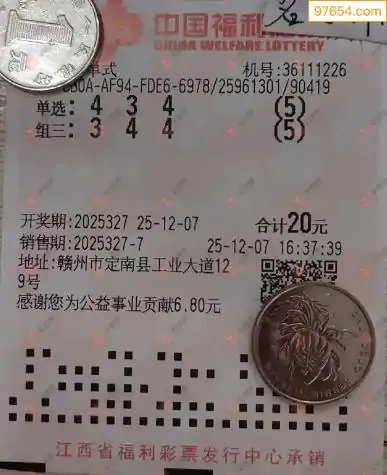 97654.com
中国福利
CHINA WELFARE LOTTERY
单式 机号:36111226
CB0A-AF94-FDE6-6978/25961301/90419
单选: 4 3 4 (5)
组三: 3 4 4 (5)
开奖期:2025327 25-12-07 合计20元
销售期:2025327-7 25-12-07 16:37:39
地址:赣州市定南县工业大道12
9号
感谢您为公益事业贡献6.80元
江西省福利彩票发行中心承销